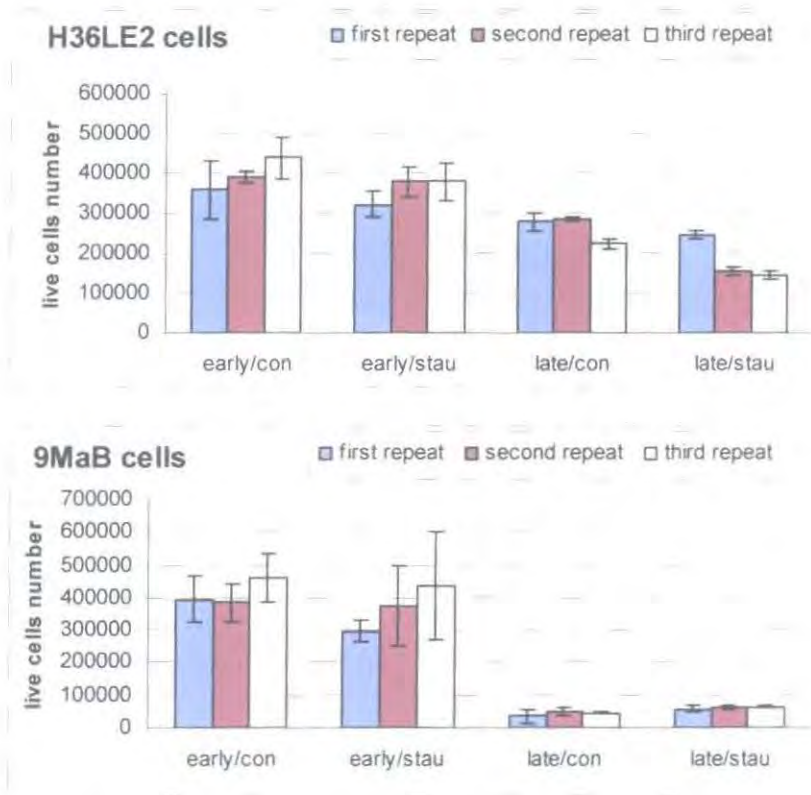 H36LE2 cells
first repeat second repeat third repeat
live cells number
600000
500000
400000
300000
200000
100000
0
early/con early/stau late/con late/stau
9MaB cells
first repeat second repeat third repeat
live cells number
700000
600000
500000
400000
300000
200000
100000
0
early/con early/stau late/con late/stau